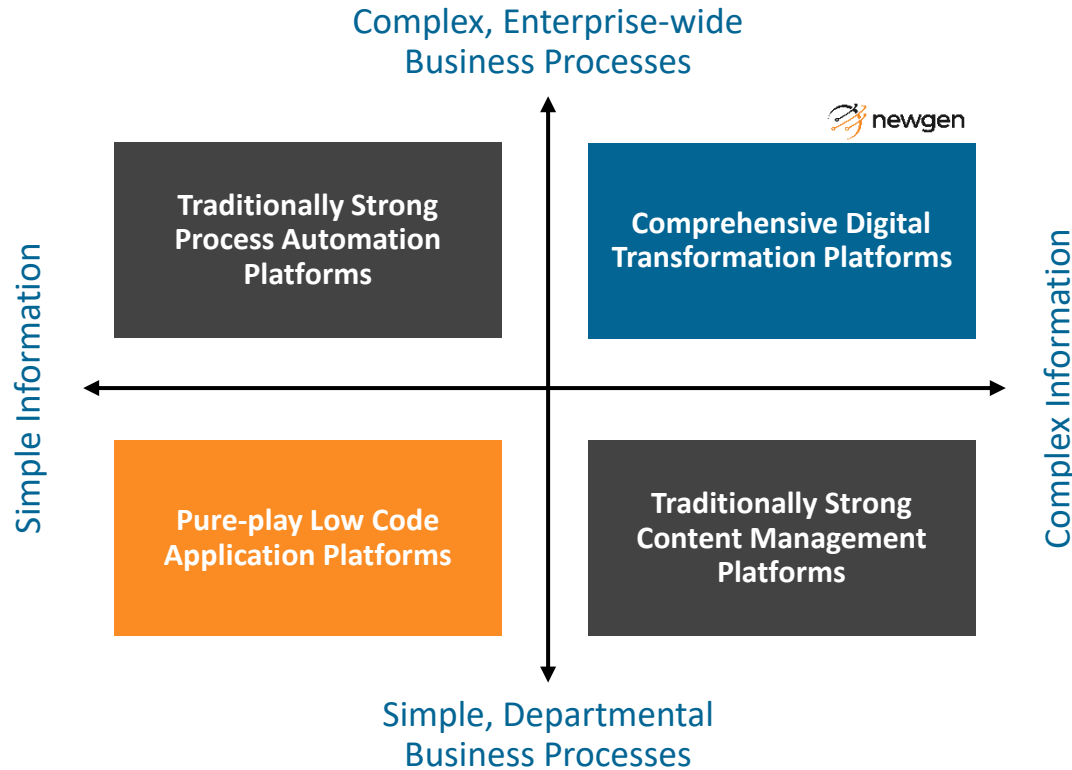 Complex, Enterprise-wide
Business Processes
newgen
Traditionally Strong
Process Automation
Platforms
Comprehensive Digital
Transformation Platforms
Simple Information
Complex Information
Pure-play Low Code
Application Platforms
Traditionally Strong
Content Management
Platforms
Simple, Departmental
Business Processes